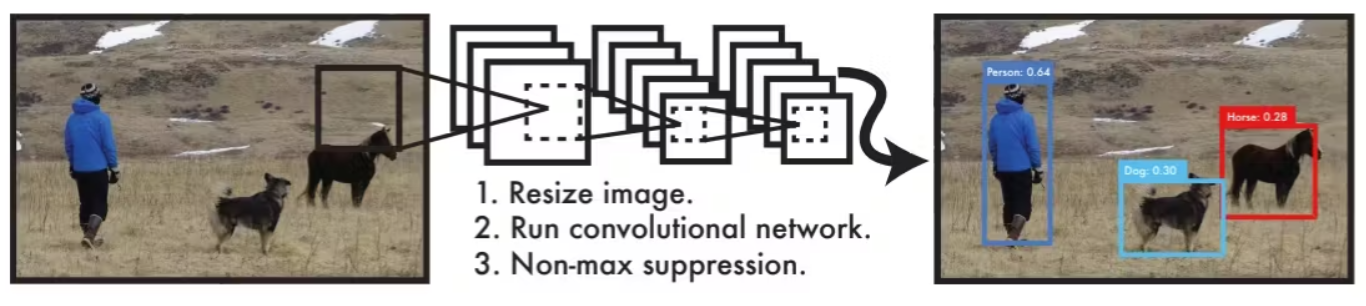 1. Resize image.
2. Run convolutional network.
3. Non-max suppression.
Person: 0.64
Horse: 0.28
Dog: 0.30